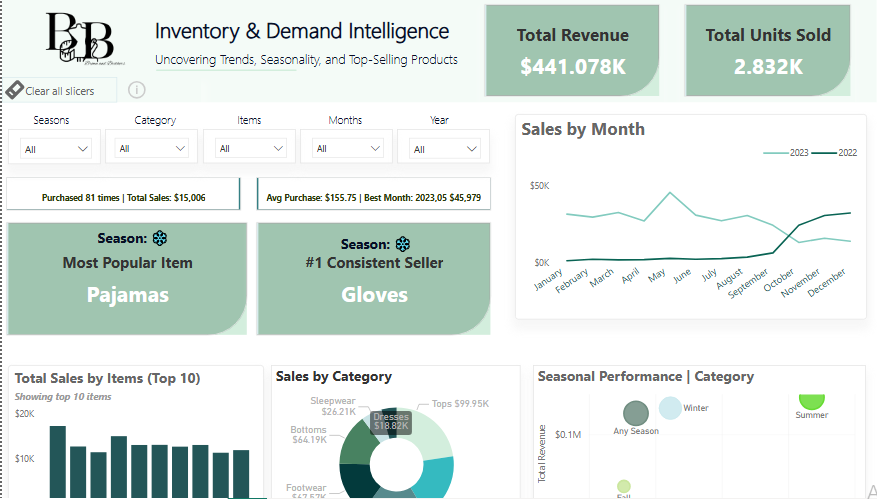 BB
Inventory & Demand Intelligence
Uncovering Trends, Seasonality, and Top-Selling Products
Total Revenue
$441.078K
Total Units Sold
2.832K
Clear all slicers
Seasons
Category
Items
Months
Year
All
All
All
All
All
Purchased 81 times | Total Sales: $15,006
Avg Purchase: $155.75 | Best Month: 2023,05 $45,979
Season:
Most Popular Item
Pajamas
Season:
#1 Consistent Seller
Gloves
Sales by Month
2023
2022
$50K
$0K
January
February
March
April
May
June
July
August
September
October
November
December
Total Sales by Items (Top 10)
Showing top 10 items
$20K
$10K
Sales by Category
Sleepwear
$26.21K
Dresses
$18.82K
Tops $99.95K
Bottoms
$64.19K
Footwear
$67.57K
Seasonal Performance | Category
Total Revenue
$0.1M
Any Season
Winter
Summer
Fall